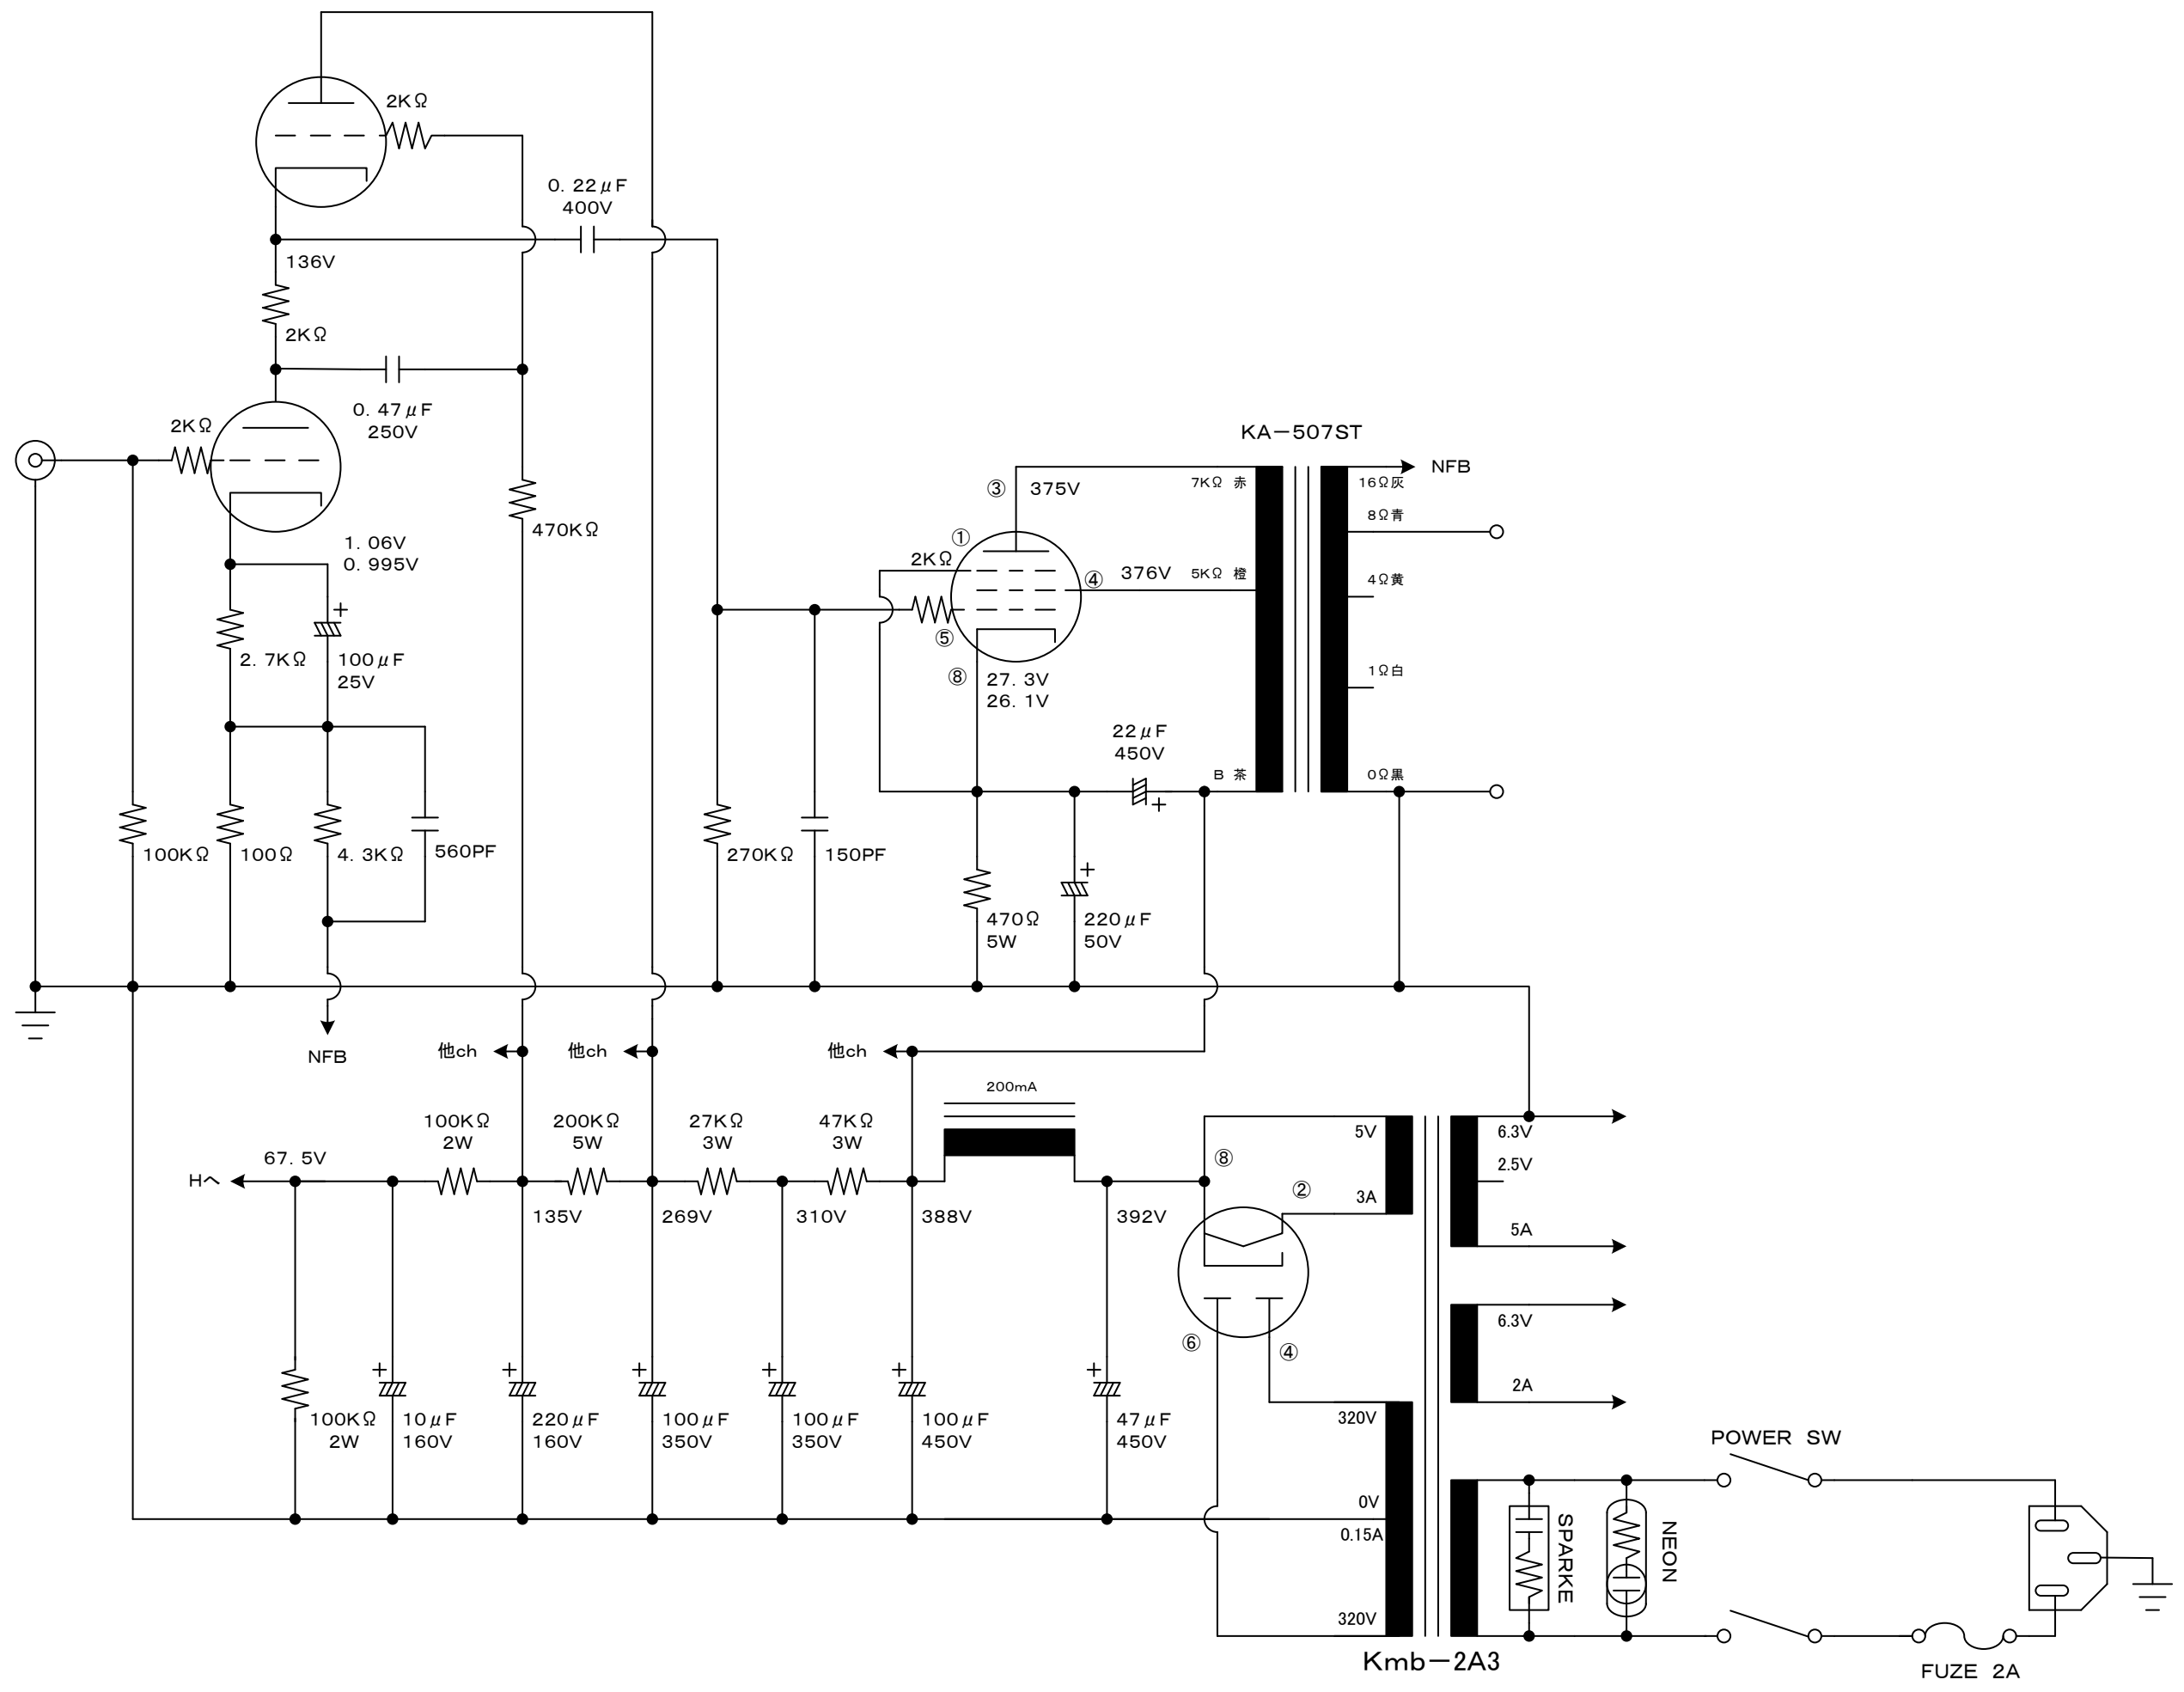 2KΩ
0.22μF
400V
136V
2KΩ
0.47μF
250V
2KΩ
KA-507ST
NFB
7KΩ 赤
16Ω灰
③
375V
8Ω青
①
470KΩ
1.06V
0.995V
2KΩ
④
376V
5KΩ 橙
4Ω黄
⑤
2.7KΩ
100μF
25V
⑧
27.3V
26.1V
1Ω白
22μF
450V
B 茶
0Ω黒
100KΩ
100Ω
4.3KΩ
560PF
270KΩ
150PF
470Ω
5W
220μF
50V
NFB
他ch
他ch
他ch
200mA
100KΩ
2W
200KΩ
5W
27KΩ
3W
47KΩ
3W
5V
6.3V
67.5V
⑧
2.5V
Hへ
②
3A
135V
269V
310V
388V
392V
5A
⑥
④
6.3V
2A
100KΩ
2W
10μF
160V
220μF
160V
100μF
350V
100μF
350V
100μF
450V
47μF
450V
320V
POWER SW
0V
0.15A
SPARKE
NEON
320V
Kmb-2A3
FUZE 2A